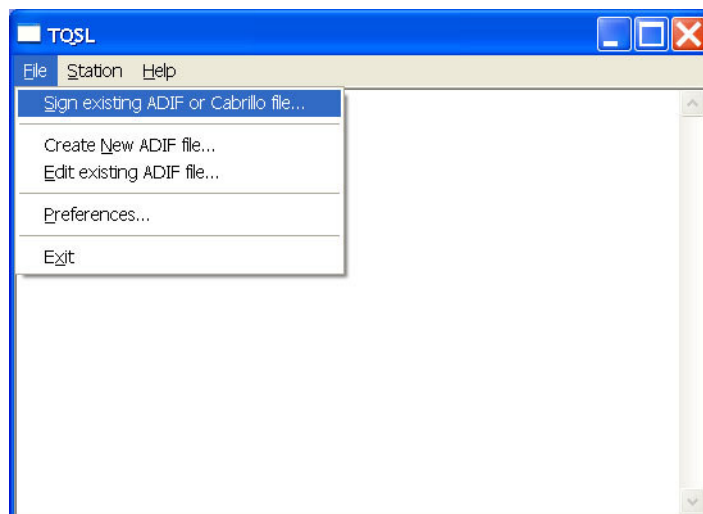 TQSL
File Station Help
Sign existing ADIF or Cabrillo file...
Create New ADIF file...
Edit existing ADIF file...
Preferences...
Exit